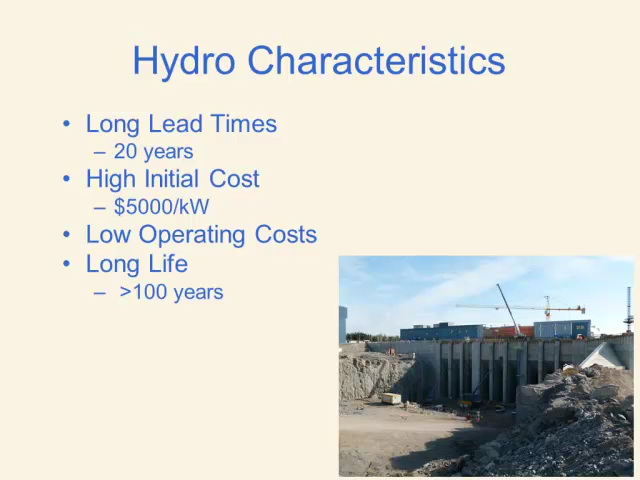 Hydro Characteristics
• Long Lead Times
– 20 years
• High Initial Cost
– $5000/kW
• Low Operating Costs
• Long Life
– >100 years